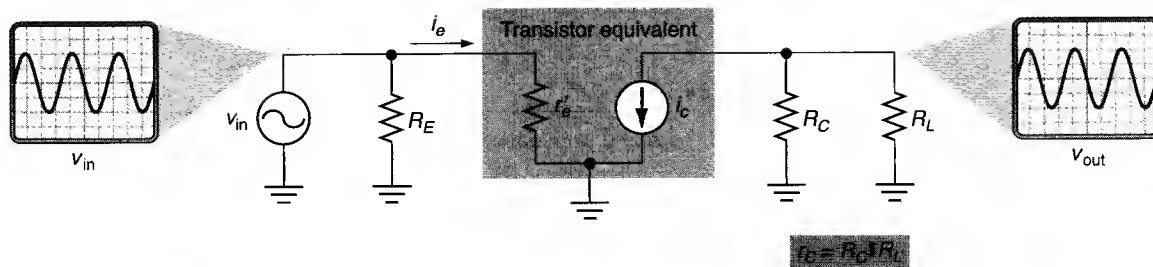 i_e
Transistor equivalent
v_in
R_E
r'_e
i_c
R_C
R_L
v_in
v_out
r_c = R_C ∥ R_L